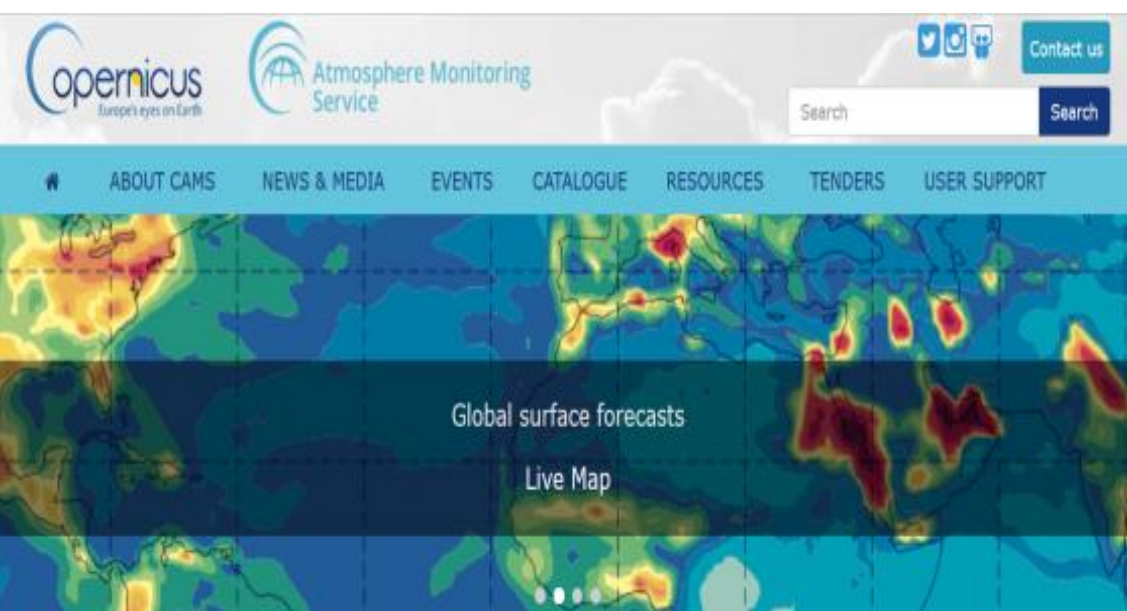 Copernicus
Europe's eyes on Earth
Atmosphere Monitoring
Service
Contact us
Search
Search
ABOUT CAMS
NEWS & MEDIA
EVENTS
CATALOGUE
RESOURCES
TENDERS
USER SUPPORT
Global surface forecasts
Live Map